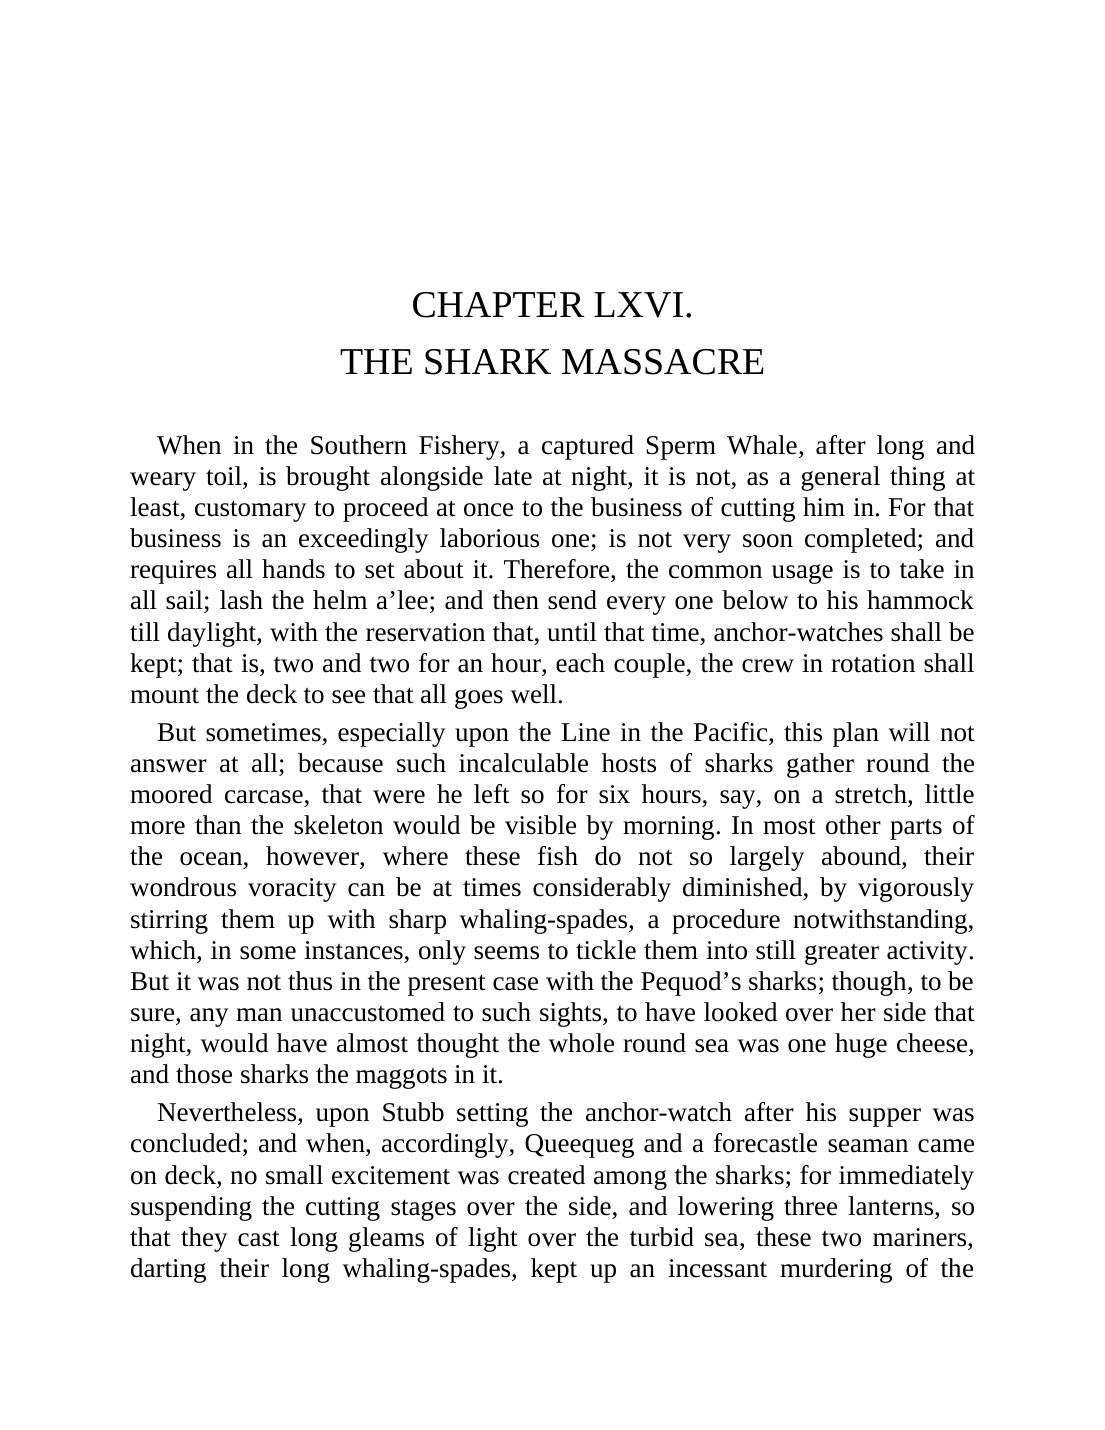 CHAPTER LXVI.
THE SHARK MASSACRE
When in the Southern Fishery, a captured Sperm Whale, after long and
weary toil, is brought alongside late at night, it is not, as a general thing at
least, customary to proceed at once to the business of cutting him in. For that
business is an exceedingly laborious one; is not very soon completed; and
requires all hands to set about it. Therefore, the common usage is to take in
all sail; lash the helm a’lee; and then send every one below to his hammock
till daylight, with the reservation that, until that time, anchor-watches shall be
kept; that is, two and two for an hour, each couple, the crew in rotation shall
mount the deck to see that all goes well.
But sometimes, especially upon the Line in the Pacific, this plan will not
answer at all; because such incalculable hosts of sharks gather round the
moored carcase, that were he left so for six hours, say, on a stretch, little
more than the skeleton would be visible by morning. In most other parts of
the ocean, however, where these fish do not so largely abound, their
wondrous voracity can be at times considerably diminished, by vigorously
stirring them up with sharp whaling-spades, a procedure notwithstanding,
which, in some instances, only seems to tickle them into still greater activity.
But it was not thus in the present case with the Pequod’s sharks; though, to be
sure, any man unaccustomed to such sights, to have looked over her side that
night, would have almost thought the whole round sea was one huge cheese,
and those sharks the maggots in it.
Nevertheless, upon Stubb setting the anchor-watch after his supper was
concluded; and when, accordingly, Queequeg and a forecastle seaman came
on deck, no small excitement was created among the sharks; for immediately
suspending the cutting stages over the side, and lowering three lanterns, so
that they cast long gleams of light over the turbid sea, these two mariners,
darting their long whaling-spades, kept up an incessant murdering of the